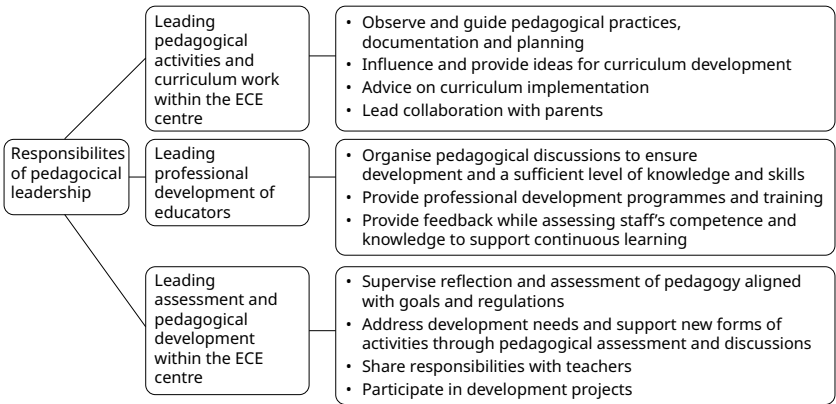 Responsibilites
of pedagocical
leadership
Leading
pedagogical
activities and
curriculum work
within the ECE
centre
• Observe and guide pedagogical practices,
documentation and planning
• Influence and provide ideas for curriculum development
• Advice on curriculum implementation
• Lead collaboration with parents
Leading
professional
development of
educators
• Organise pedagogical discussions to ensure
development and a sufficient level of knowledge and skills
• Provide professional development programmes and training
• Provide feedback while assessing staff’s competence and
knowledge to support continuous learning
Leading
assessment and
pedagogical
development
within the ECE
centre
• Supervise reflection and assessment of pedagogy aligned
with goals and regulations
• Address development needs and support new forms of
activities through pedagogical assessment and discussions
• Share responsibilities with teachers
• Participate in development projects